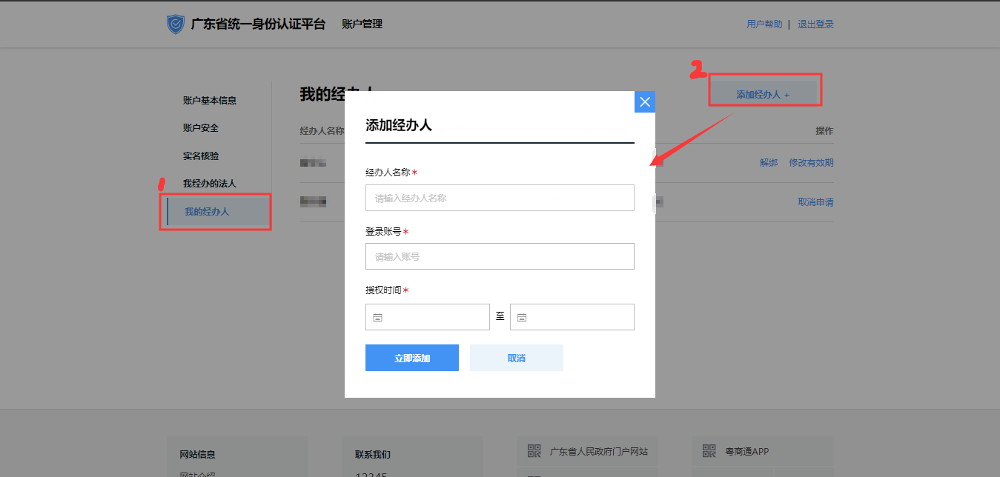 广东省统一身份认证平台 账户管理 用户帮助 | 退出登录
2
我的经办人 添加经办人 +
账户基本信息
账户安全
实名核验
我经办的法人
1
我的经办人
经办人名称 操作
解绑 修改有效期
取消申请
添加经办人
经办人名称*
请输入经办人名称
登录账号*
请输入账号
授权时间*
至
立即添加 取消
网站信息 联系我们 广东省人民政府门户网站 粤商通APP
网站介绍 12345